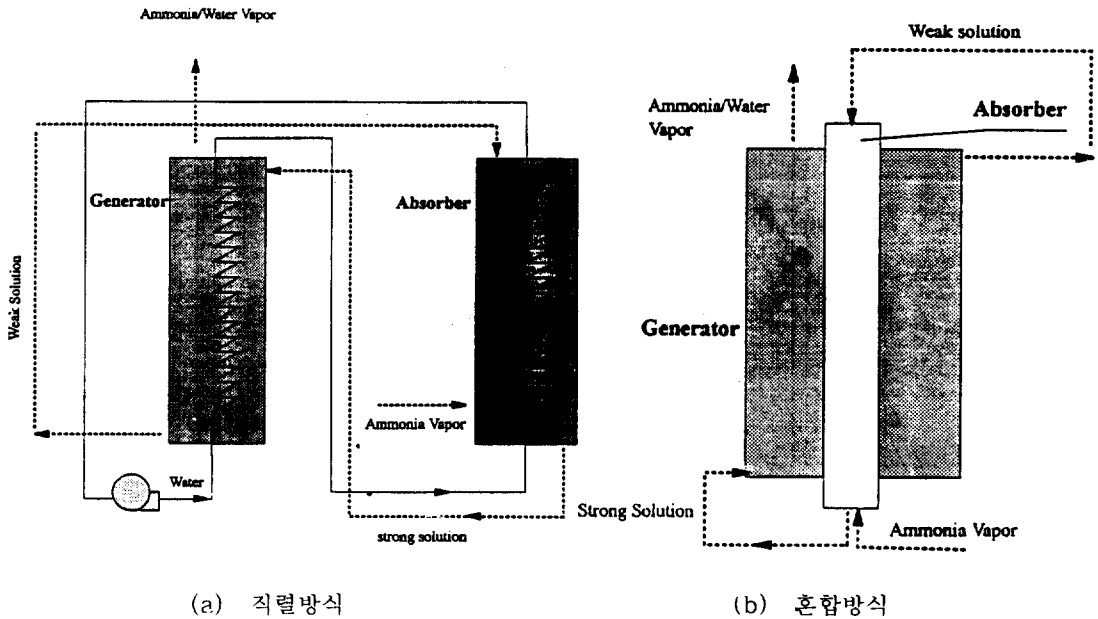 Ammonia/Water Vapor
Generator
Absorber
Weak Solution
Ammonia Vapor
Water
strong solution
(a) 직렬방식
Weak solution
Ammonia/Water
Vapor
Absorber
Generator
Strong Solution
Ammonia Vapor
(b) 혼합방식